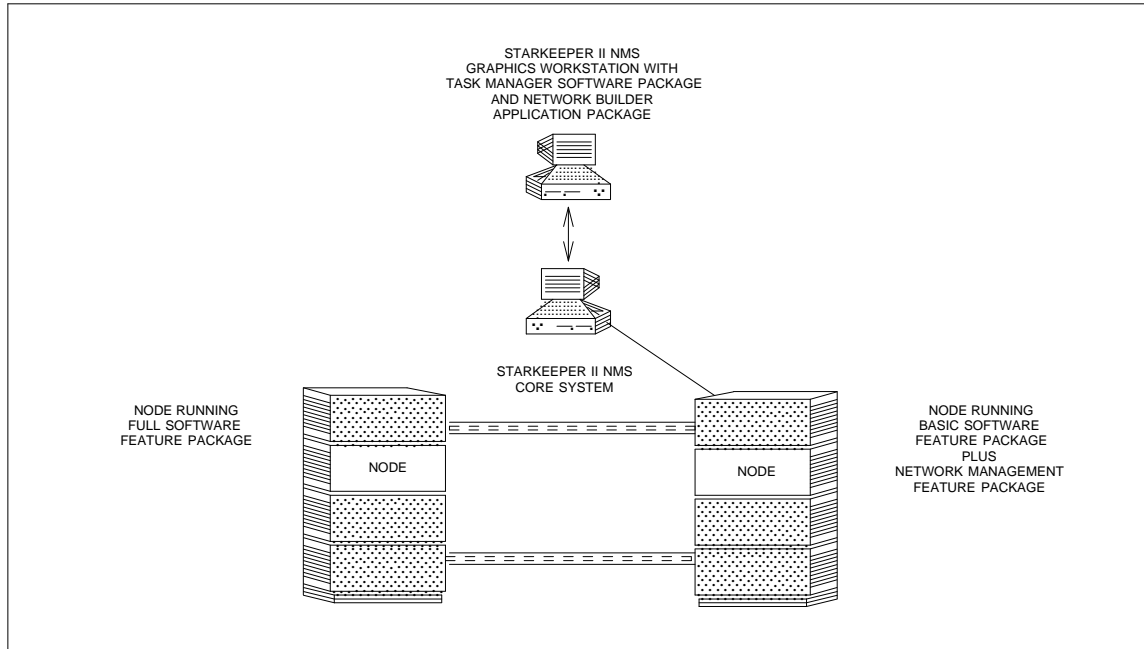 STARKEEPER II NMS
GRAPHICS WORKSTATION WITH
TASK MANAGER SOFTWARE PACKAGE
AND NETWORK BUILDER
APPLICATION PACKAGE
STARKEEPER II NMS
CORE SYSTEM
NODE RUNNING
FULL SOFTWARE
FEATURE PACKAGE
NODE
NODE
NODE RUNNING
BASIC SOFTWARE
FEATURE PACKAGE
PLUS
NETWORK MANAGEMENT
FEATURE PACKAGE